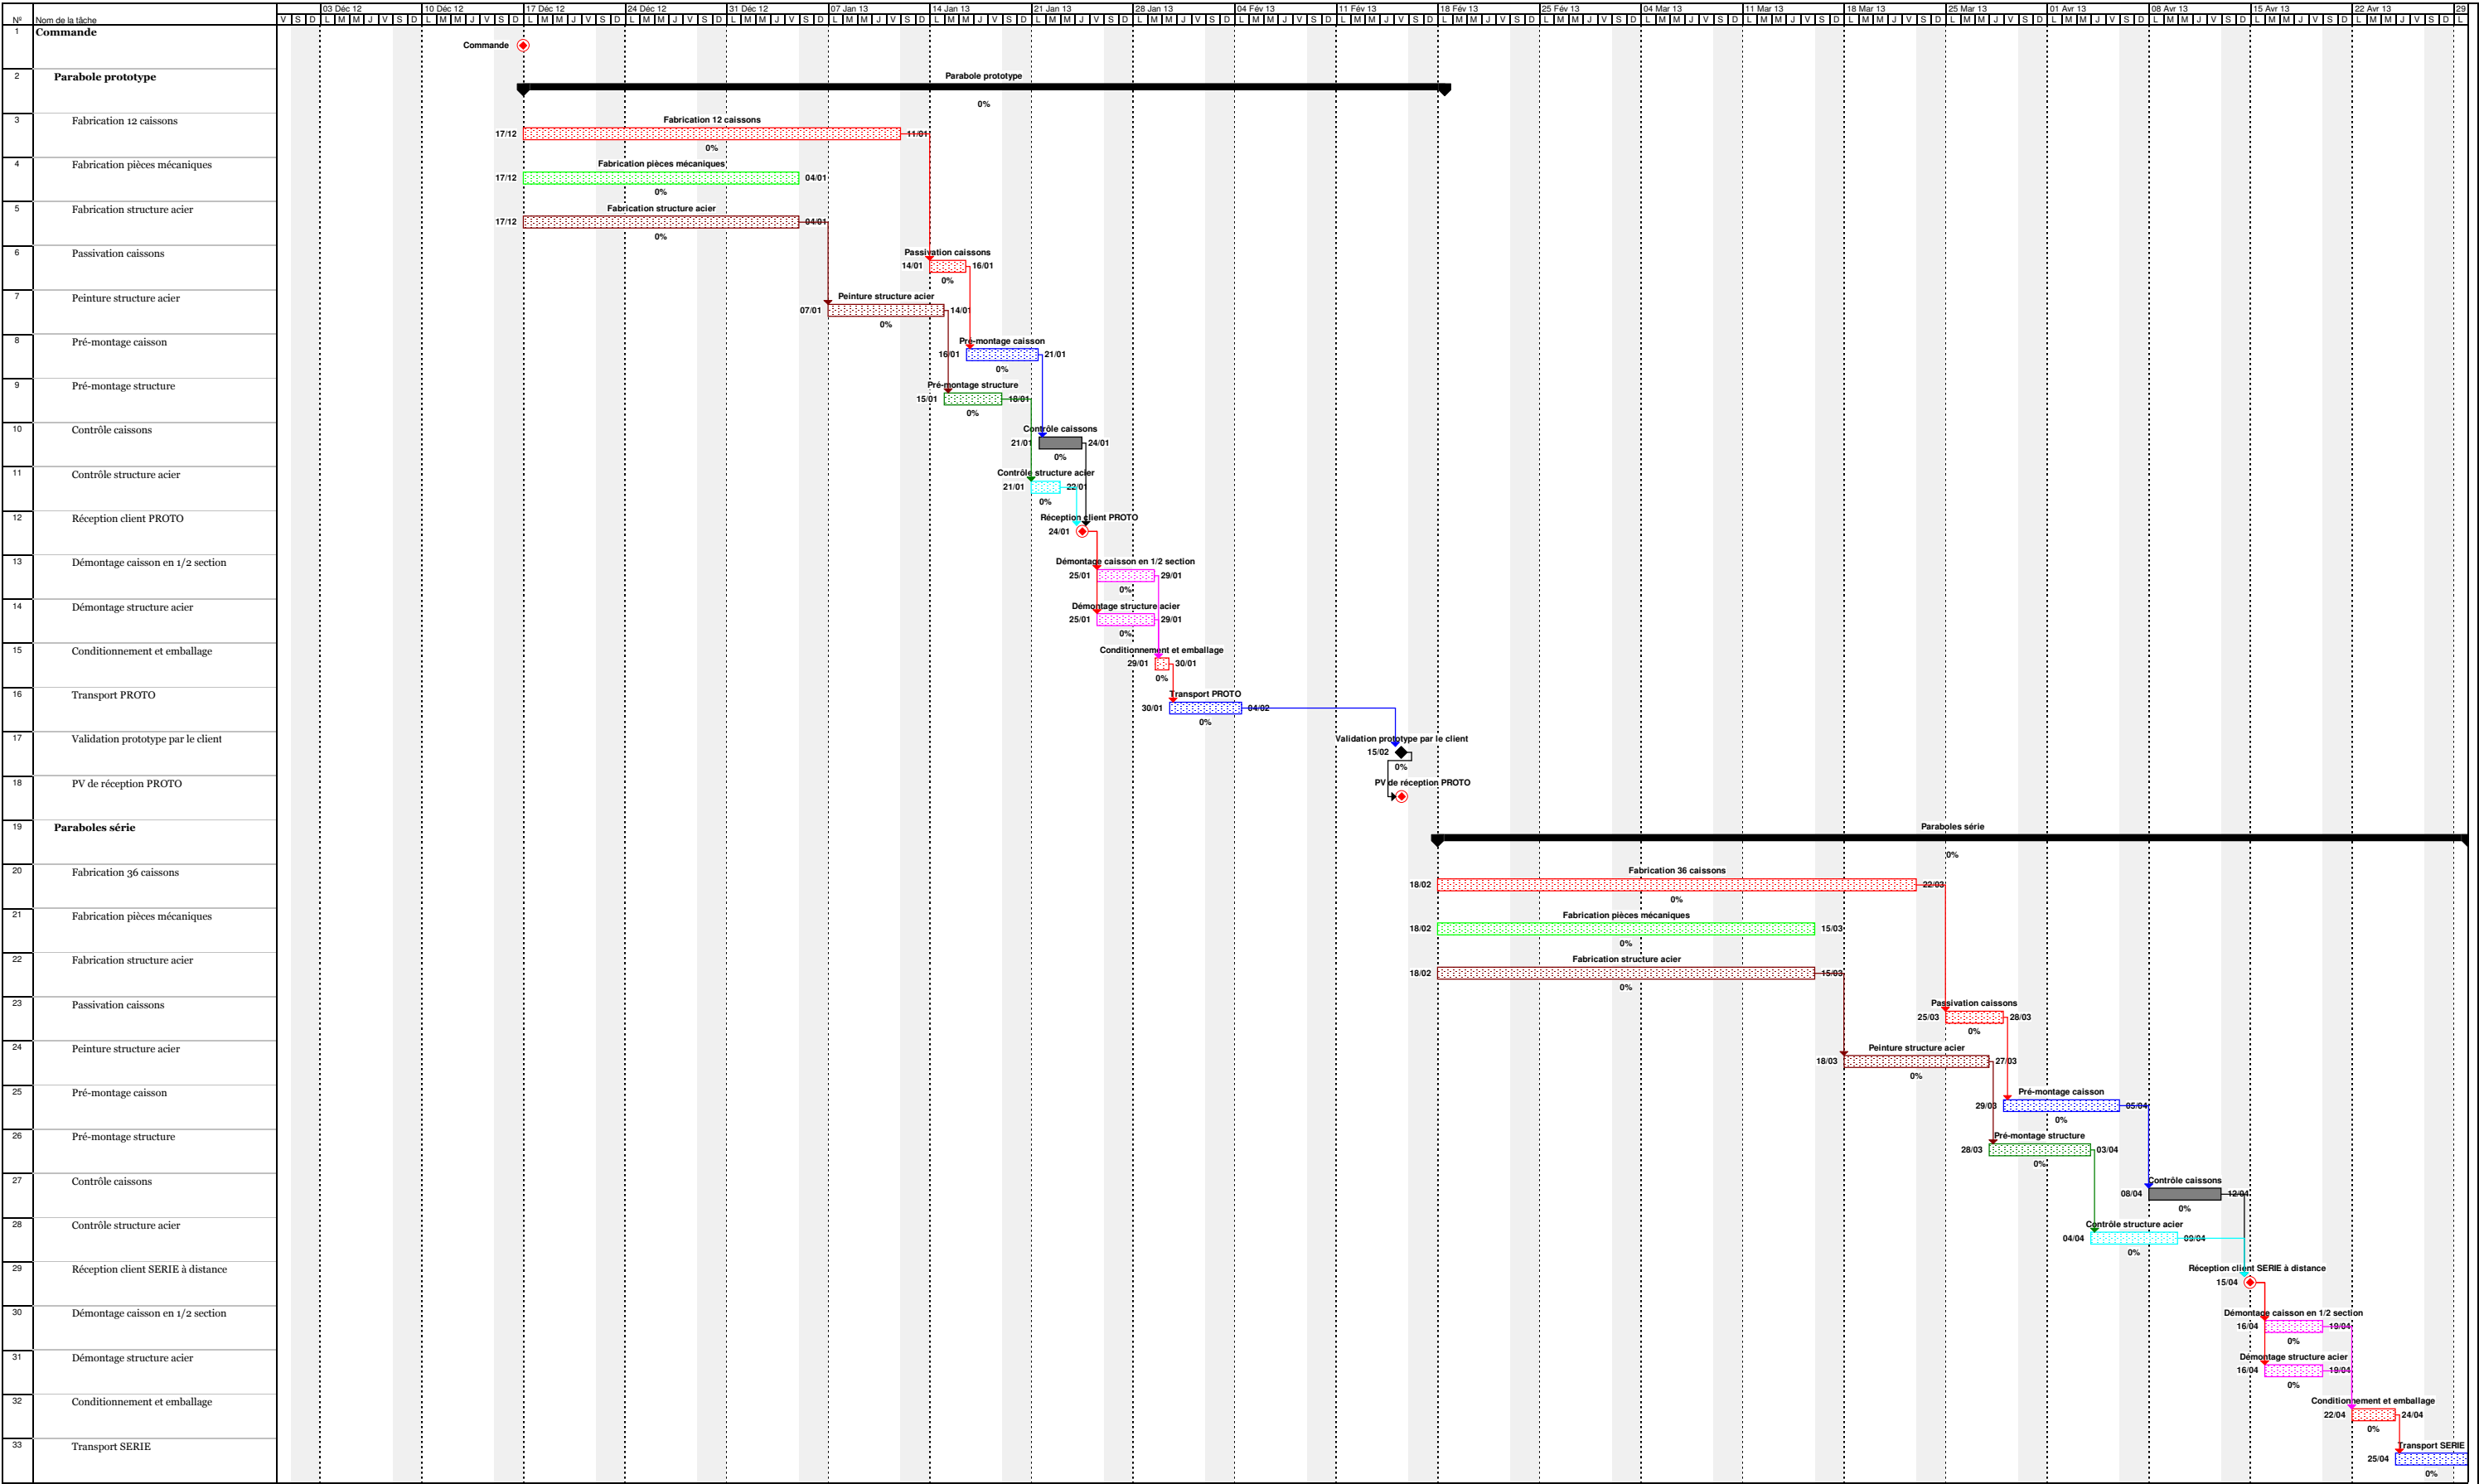 03 Déc 12 10 Déc 12 17 Déc 12 24 Déc 12 31 Déc 12 07 Jan 13 14 Jan 13 21 Jan 13 28 Jan 13 04 Fév 13 11 Fév 13 18 Fév 13 25 Fév 13 04 Mar 13 11 Mar 13 18 Mar 13 25 Mar 13 01 Avr 13 08 Avr 13 15 Avr 13 22 Avr 13 29
N° Nom de la tâche V S D L M M J V S D L M M J V S D L M M J V S D L M M J V S D L M M J V S D L M M J V S D L M M J V S D L M M J V S D L M M J V S D L M M J V S D L M M J V S D L M M J V S D L M M J V S D L M M J V S D L M M J V S D L M M J V S D L M M J V S D L M M J V S D L M M J V S D L M M J V S D L M M J V S D L M M J V S D L
1 Commande
Commande
2 Parabole prototype
Parabole prototype
0%
3 Fabrication 12 caissons
Fabrication 12 caissons
17/12 11/01
0%
4 Fabrication pièces mécaniques
Fabrication pièces mécaniques
17/12 04/01
0%
5 Fabrication structure acier
Fabrication structure acier
17/12 04/01
0%
6 Passivation caissons
Passivation caissons
14/01 16/01
0%
7 Peinture structure acier
Peinture structure acier
07/01 14/01
0%
8 Pré-montage caisson
Pré-montage caisson
16/01 21/01
0%
9 Pré-montage structure
Pré-montage structure
15/01 18/01
0%
10 Contrôle caissons
Contrôle caissons
21/01 24/01
0%
11 Contrôle structure acier
Contrôle structure acier
21/01 22/01
0%
12 Réception client PROTO
Réception client PROTO
24/01
13 Démontage caisson en 1/2 section
Démontage caisson en 1/2 section
25/01 29/01
0%
14 Démontage structure acier
Démontage structure acier
25/01 29/01
0%
15 Conditionnement et emballage
Conditionnement et emballage
29/01 30/01
0%
16 Transport PROTO
Transport PROTO
30/01 04/02
0%
17 Validation prototype par le client
Validation prototype par le client
15/02
0%
18 PV de réception PROTO
PV de réception PROTO
19 Paraboles série
Paraboles série
0%
20 Fabrication 36 caissons
Fabrication 36 caissons
18/02 22/03
0%
21 Fabrication pièces mécaniques
Fabrication pièces mécaniques
18/02 15/03
0%
22 Fabrication structure acier
Fabrication structure acier
18/02 15/03
0%
23 Passivation caissons
Passivation caissons
25/03 28/03
0%
24 Peinture structure acier
Peinture structure acier
18/03 27/03
0%
25 Pré-montage caisson
Pré-montage caisson
29/03 05/04
0%
26 Pré-montage structure
Pré-montage structure
28/03 03/04
0%
27 Contrôle caissons
Contrôle caissons
08/04 12/04
0%
28 Contrôle structure acier
Contrôle structure acier
04/04 09/04
0%
29 Réception client SERIE à distance
Réception client SERIE à distance
15/04
30 Démontage caisson en 1/2 section
Démontage caisson en 1/2 section
16/04 19/04
0%
31 Démontage structure acier
Démontage structure acier
16/04 19/04
0%
32 Conditionnement et emballage
Conditionnement et emballage
22/04 24/04
0%
33 Transport SERIE
Transport SERIE
25/04
0%